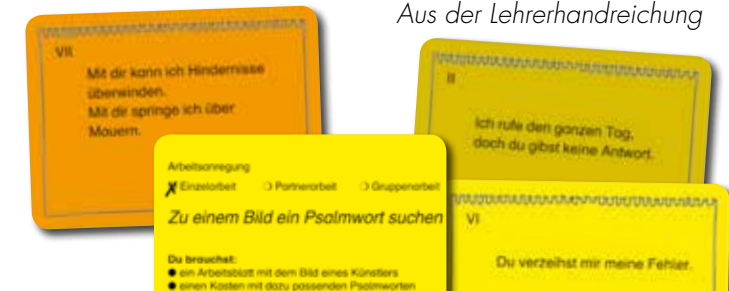 Aus der Lehrerhandreichung
VII
Mit dir kann ich Hindernisse
überwinden.
Mit dir springe ich über
Mauern.
II
Ich rufe den ganzen Tag,
doch du gibst keine Antwort.
Arbeitsanregung
X Einzelarbeit ❍ Partnerarbeit ❍ Gruppenarbeit
Zu einem Bild ein Psalmwort suchen
Du brauchst:
● ein Arbeitsblatt mit dem Bild eines Künstlers
● einen Kasten mit dazu passenden Psalmworten
VI
Du verzeihst mir meine Fehler.